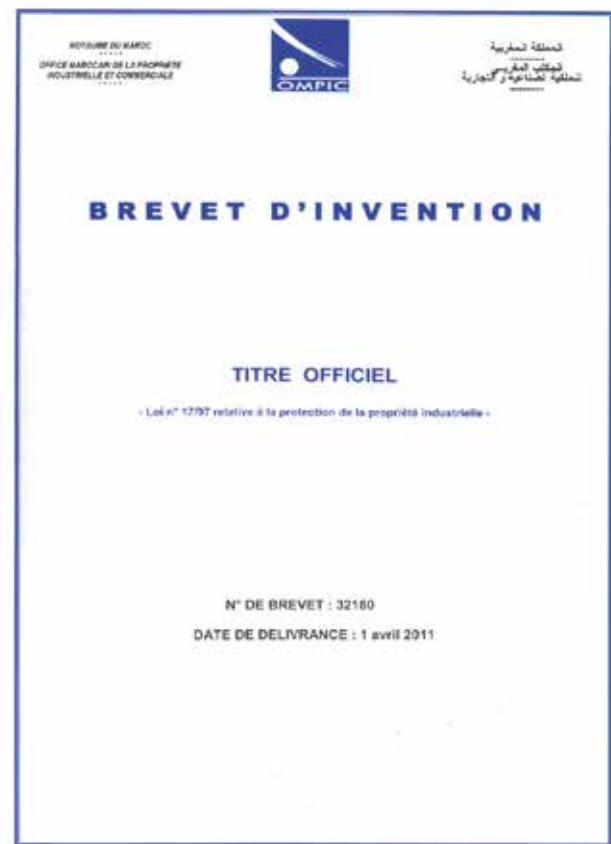 ROYAUME DU MAROC
OFFICE MAROCAIN DE LA PROPRIETE
INDUSTRIELLE ET COMMERCIALE
OMPIC
المملكة المغربية
المكتب المغربي
للملكية الصناعية و التجارية
BREVET D'INVENTION
TITRE OFFICIEL
- Loi n° 17/97 relative à la protection de la propriété industrielle -
N° DE BREVET : 32180
DATE DE DELIVRANCE : 1 avril 2011